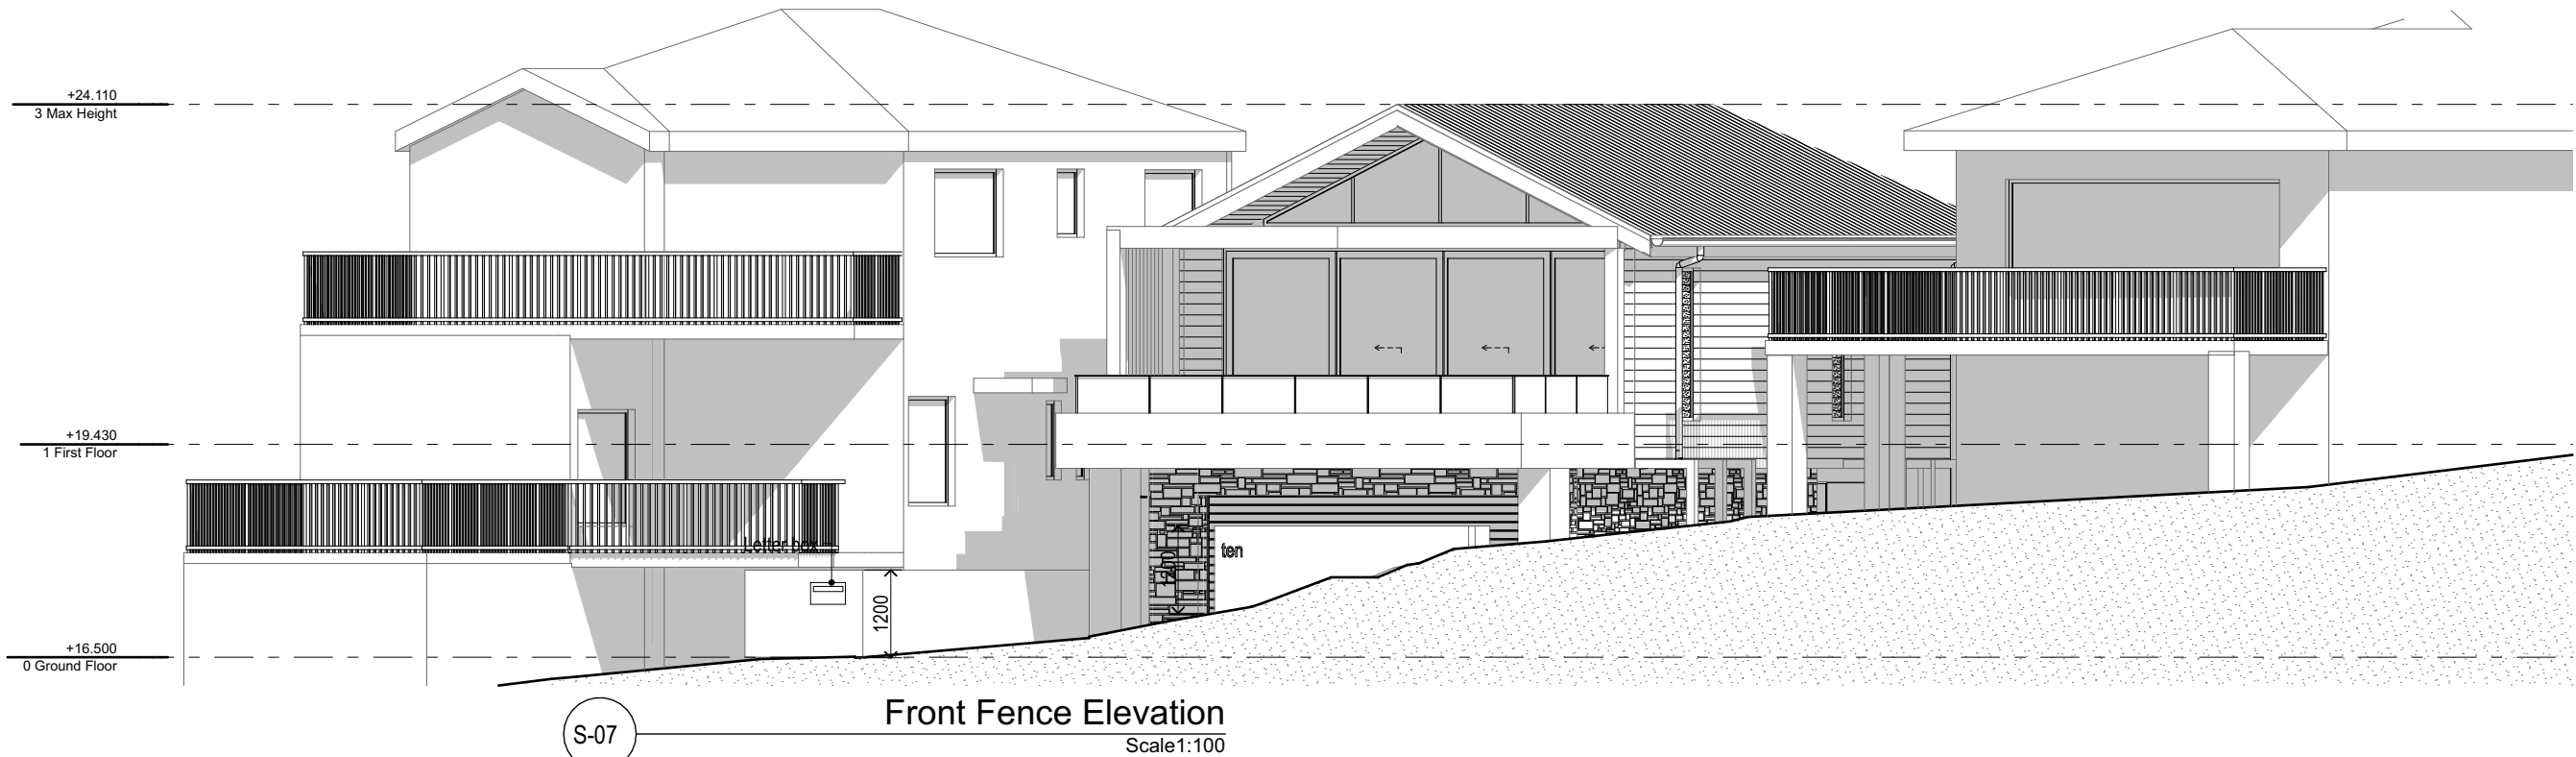 +24.110
3 Max Height
+19.430
1 First Floor
Letter box
ten
1200
1200
+16.500
0 Ground Floor
S-07
Front Fence Elevation
Scale1:100